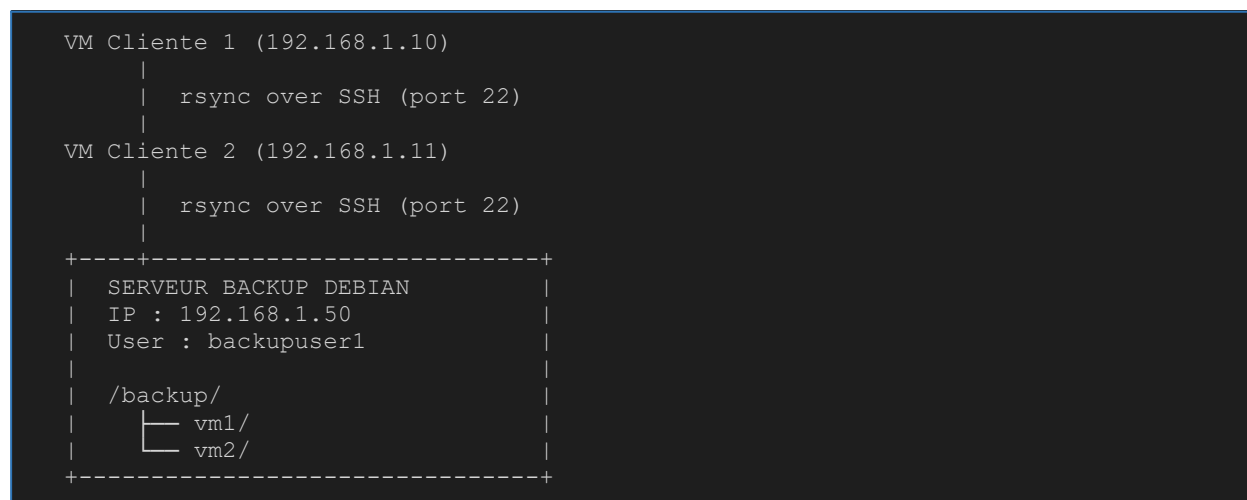 VM Cliente 1 (192.168.1.10)
|
| rsync over SSH (port 22)
|
VM Cliente 2 (192.168.1.11)
|
| rsync over SSH (port 22)
|
+----+---------------------------+
| SERVEUR BACKUP DEBIAN |
| IP : 192.168.1.50 |
| User : backupuser1 |
| |
| /backup/ |
| ├── vm1/ |
| └── vm2/ |
+--------------------------------+